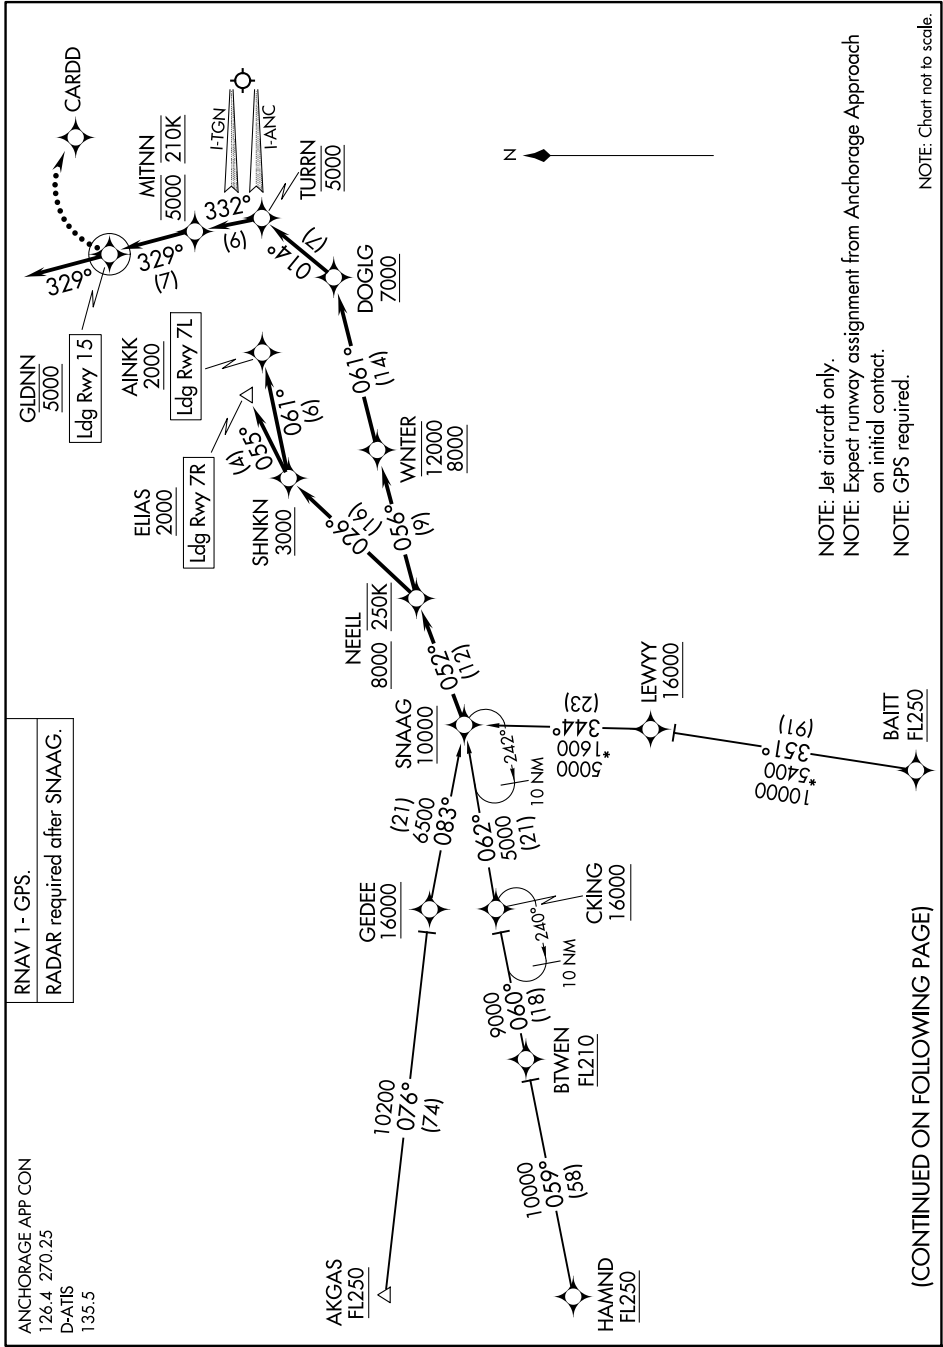 ANCHORAGE APP CON
126.4 270.25
D-ATIS
135.5
RNAV 1 - GPS.
RADAR required after SNAAG.
GLDNN
5000
Ldg Rwy 15
329°
CARDD
MITNN
5000 210K
329°
(7)
332°
(6)
I-TGN
I-ANC
TURRN
5000
AINKK
2000
Ldg Rwy 7L
ELIAS
2000
Ldg Rwy 7R
055°
(4)
061°
(6)
SHNKN
3000
014°
(7)
DOGLG
7000
061°
(14)
WNTER
12000
8000
026°
(16)
056°
(9)
NEELL
8000 250K
052°
(12)
SNAAG
10000
242°
10 NM
(21)
6500
083°
GEDEE
16000
10200
076°
(74)
AKGAS
FL250
062°
5000
(21)
CKING
16000
240°
10 NM
9000
060°
(18)
BTWEN
FL210
10000
059°
(58)
HAMND
FL250
(23)
344°
*1600
5000
LEWYY
16000
(91)
351°
*5400
10000
BAITT
FL250
N
NOTE: Jet aircraft only.
NOTE: Expect runway assignment from Anchorage Approach
on initial contact.
NOTE: GPS required.
NOTE: Chart not to scale.
(CONTINUED ON FOLLOWING PAGE)